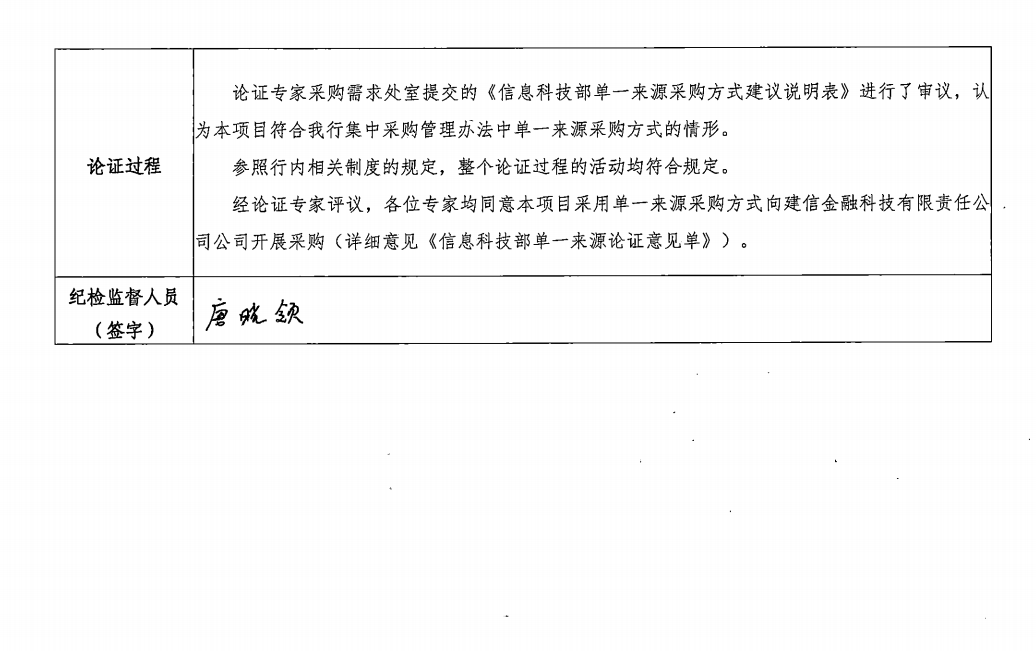 论证过程
论证专家采购需求处室提交的《信息科技部单一来源采购方式建议说明表》进行了审议，认
为本项目符合我行集中采购管理办法中单一来源采购方式的情形。
参照行内相关制度的规定，整个论证过程的活动均符合规定。
经论证专家评议，各位专家均同意本项目采用单一来源采购方式向建信金融科技有限责任公
司公司开展采购（详细意见《信息科技部单一来源论证意见单》）。
纪检监督人员
（签字）
唐晓领